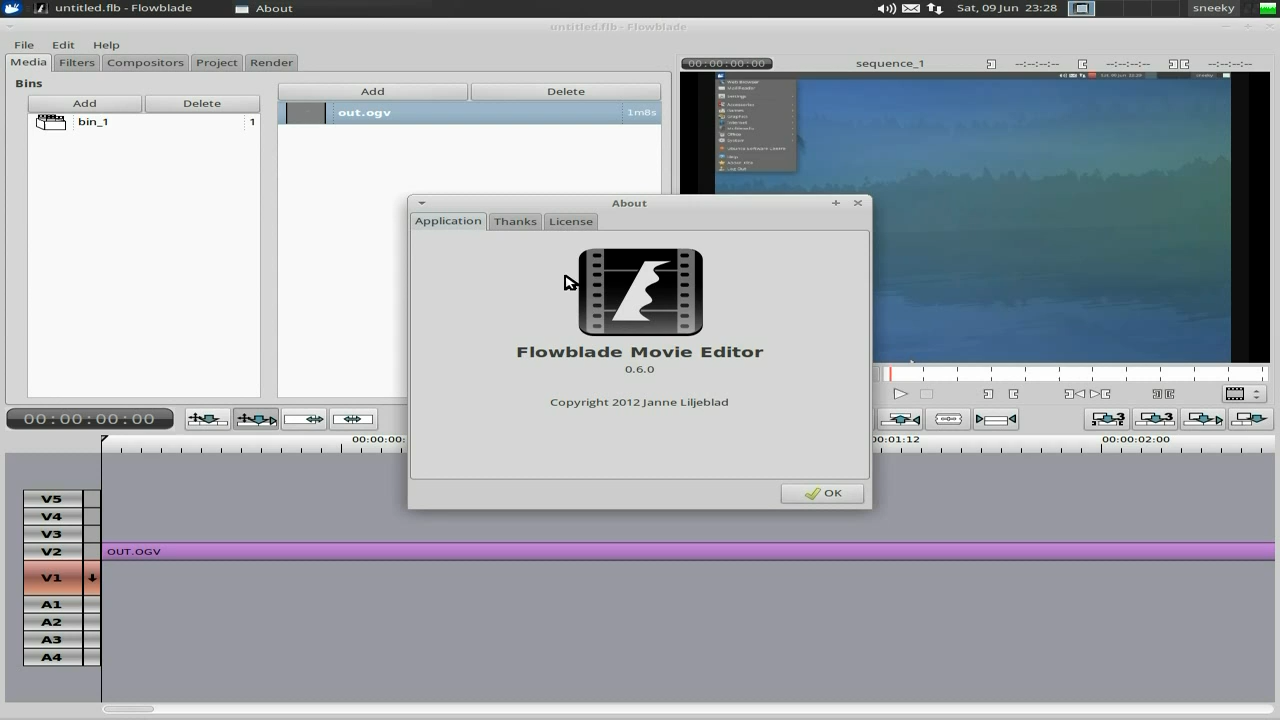 untitled.flb - Flowblade
About
Sat, 09 Jun 23:28
sneeky
untitled.flb - Flowblade
File Edit Help
Media Filters Compositors Project Render
00:00:00:00 sequence_1 --:--:--:-- --:--:--:-- --:--:--:--
Bins
Add Delete
Add Delete
bin_1 1
out.ogv 1m8s
About
Application Thanks License
Flowblade Movie Editor
0.6.0
Copyright 2012 Janne Liljeblad
OK
00:00:00:00
00:00:00: 00:01:12 00:00:02:00
V5
V4
V3
V2 OUT.OGV
V1
A1
A2
A3
A4